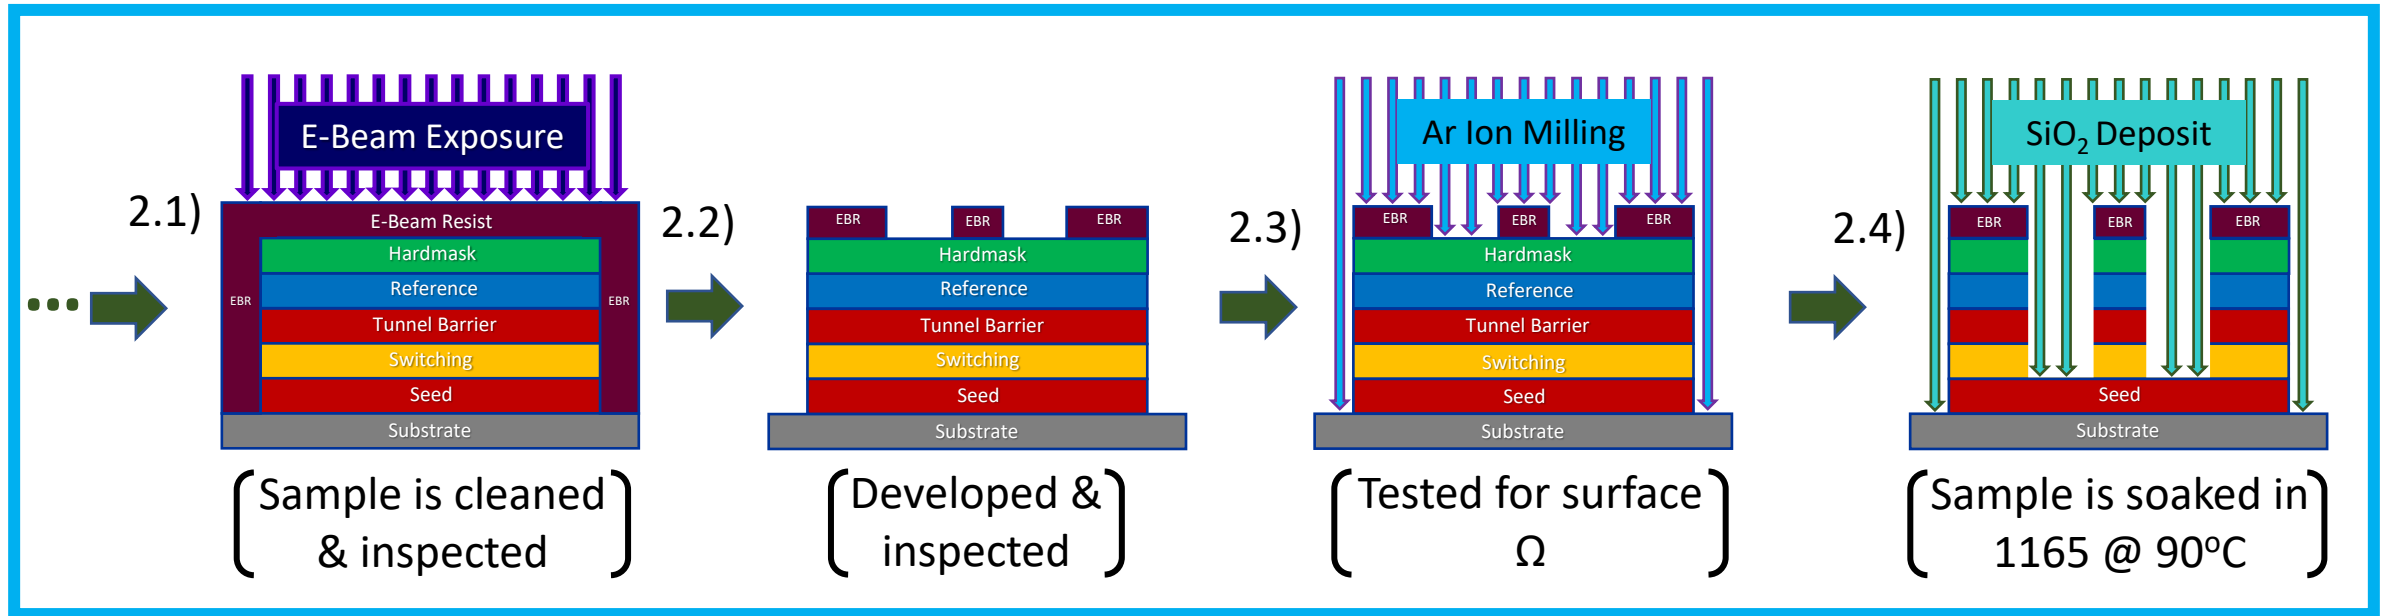 2.1)
E-Beam Exposure
E-Beam Resist
EBR
Hardmask
Reference
Tunnel Barrier
Switching
Seed
EBR
Substrate
(Sample is cleaned
& inspected)
2.2)
EBR
EBR
EBR
Hardmask
Reference
Tunnel Barrier
Switching
Seed
Substrate
(Developed &
inspected)
2.3)
Ar Ion Milling
EBR
EBR
EBR
Hardmask
Reference
Tunnel Barrier
Switching
Seed
Substrate
(Tested for surface
Ω)
2.4)
SiO₂ Deposit
EBR
EBR
EBR
Seed
Substrate
(Sample is soaked in
1165 @ 90ºC)